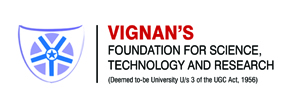 VIGNAN'S
FOUNDATION FOR SCIENCE,
TECHNOLOGY AND RESEARCH
(Deemed to-be University U/s 3 of the UGC Act, 1956)